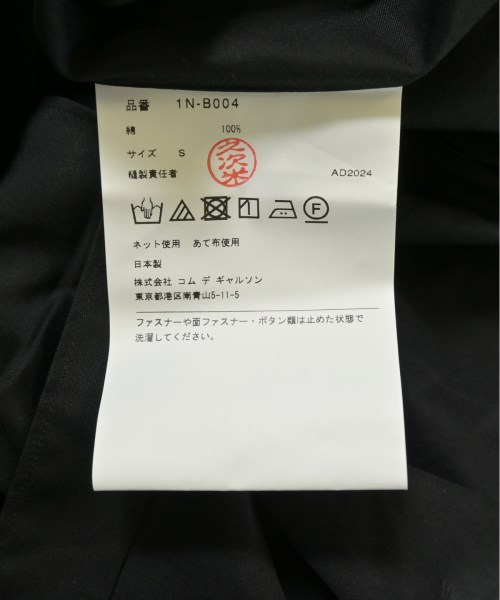 品番 1N-B004
綿 100%
サイズ S
久次米
縫製責任者 AD2024
F
ネット使用 あて布使用
日本製
株式会社 コム デ ギャルソン
東京都港区南青山5-11-5
ファスナーや面ファスナー・ボタン類は止めた状態で
洗濯してください。